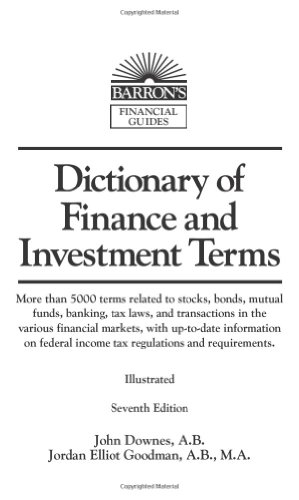 BARRON'S
FINANCIAL
GUIDES
Dictionary of
Finance and
Investment Terms
More than 5000 terms related to stocks, bonds, mutual
funds, banking, tax laws, and transactions in the
various financial markets, with up-to-date information
on federal income tax regulations and requirements.
Illustrated
Seventh Edition
John Downes, A.B.
Jordan Elliot Goodman, A.B., M.A.